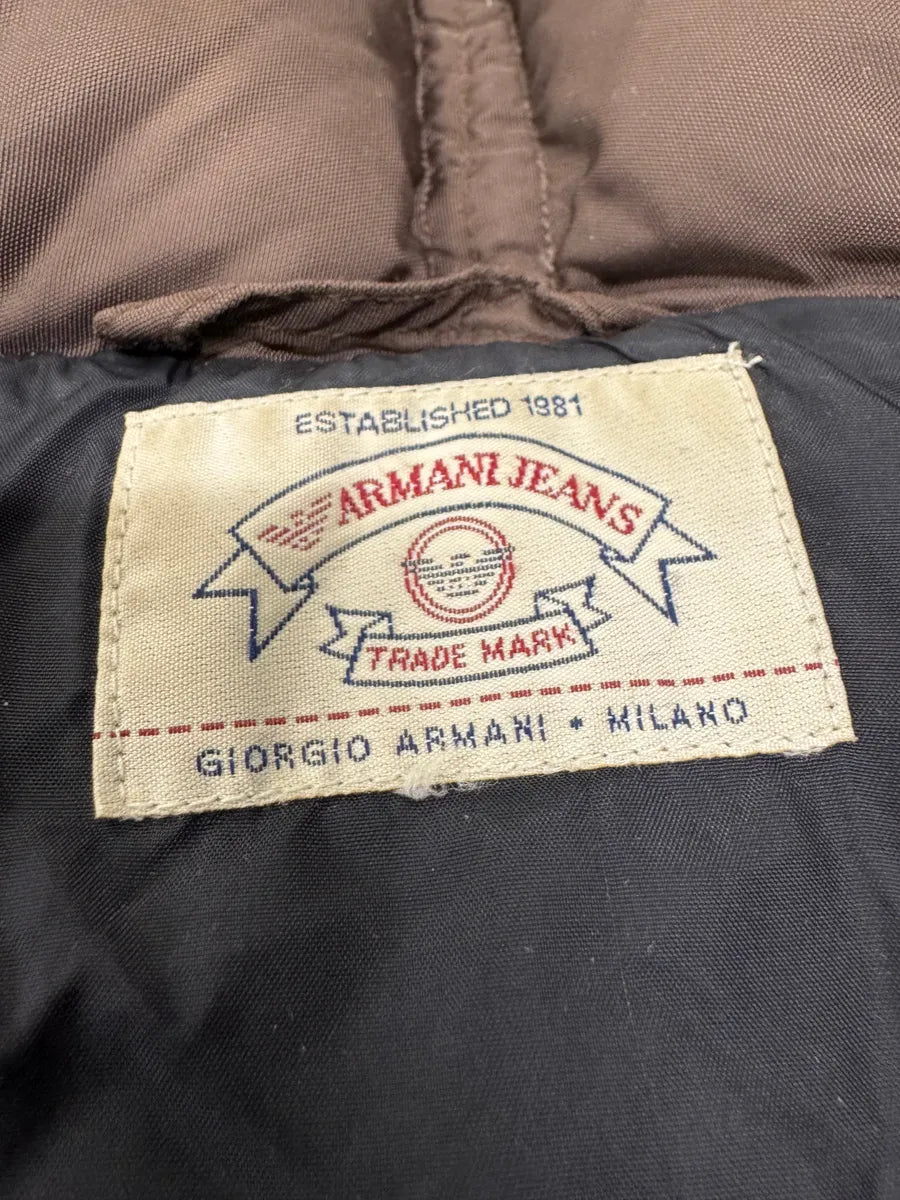 ESTABLISHED 1981
ARMANI JEANS
TRADE MARK
GIORGIO ARMANI • MILANO